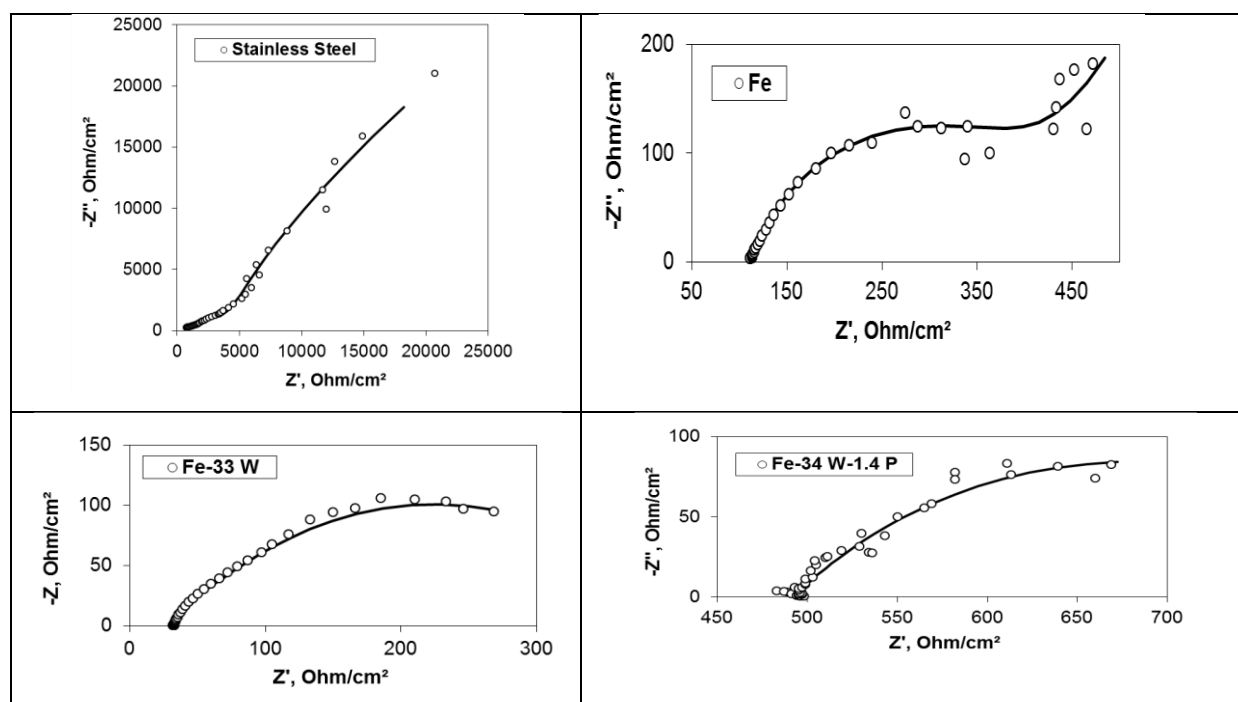 25000
20000
15000
10000
5000
0
-Z'', Ohm/cm²
Stainless Steel
0 5000 10000 15000 20000 25000
Z', Ohm/cm²
200
100
0
-Z'', Ohm/cm²
Fe
50 150 250 350 450
Z', Ohm/cm²
150
100
50
0
-Z, Ohm/cm²
Fe-33 W
0 100 200 300
Z', Ohm/cm²
100
50
0
-Z'', Ohm/cm²
Fe-34 W-1.4 P
450 500 550 600 650 700
Z', Ohm/cm²